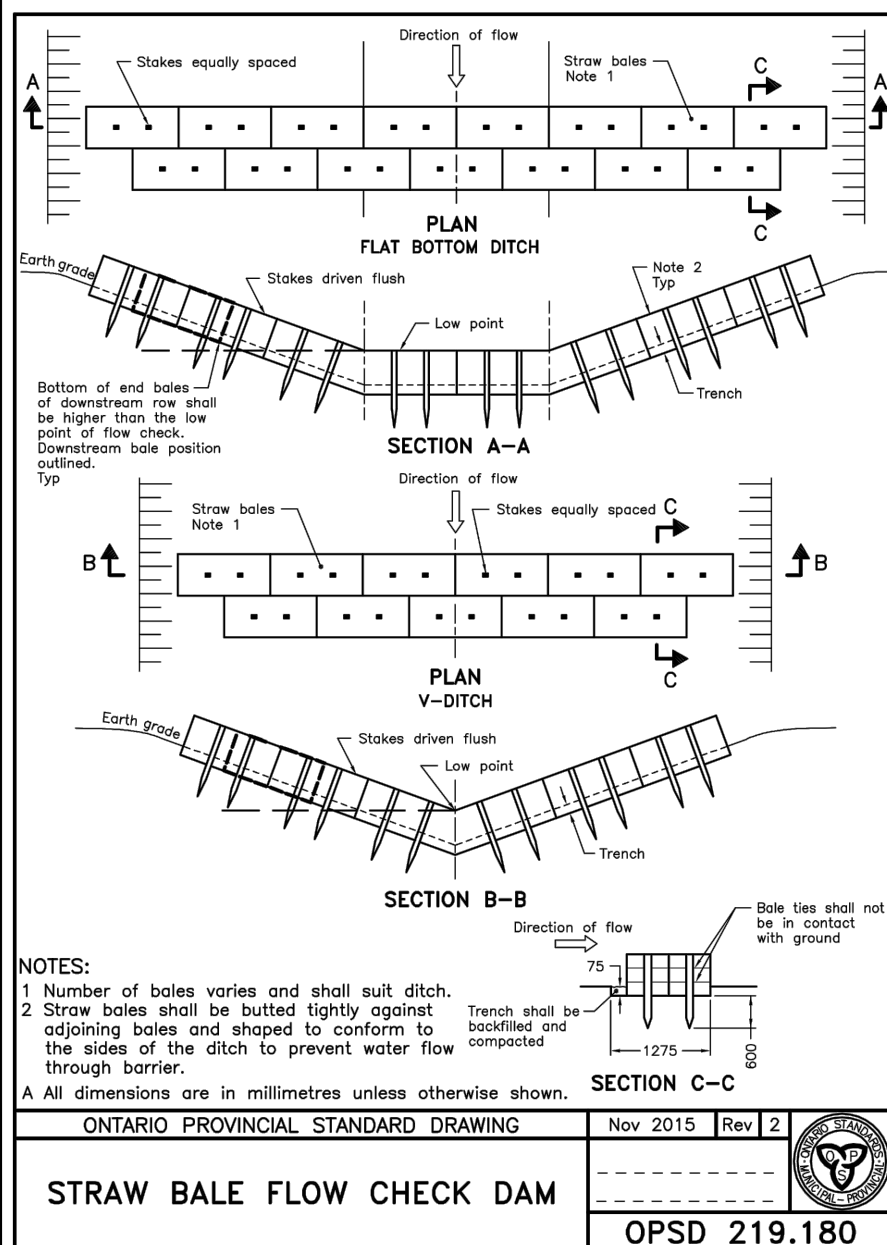 Direction of flow
Stakes equally spaced
Straw bales
Note 1
C
A
A
C
PLAN
FLAT BOTTOM DITCH
Earth grade
Stakes driven flush
Note 2
Typ
Low point
Trench
Bottom of end bales
of downstream row shall
be higher than the low
point of flow check.
Downstream bale position
outlined.
Typ
SECTION A-A
Direction of flow
Straw bales
Note 1
Stakes equally spaced
C
B
B
C
PLAN
V-DITCH
Earth grade
Stakes driven flush
Low point
Trench
SECTION B-B
Direction of flow
Bale ties shall not
be in contact
with ground
75
Trench shall be
backfilled and
compacted
1275
600
SECTION C-C
NOTES:
1 Number of bales varies and shall suit ditch.
2 Straw bales shall be butted tightly against
adjoining bales and shaped to conform to
the sides of the ditch to prevent water flow
through barrier.
A All dimensions are in millimetres unless otherwise shown.
ONTARIO PROVINCIAL STANDARD DRAWING
Nov 2015 Rev 2
STRAW BALE FLOW CHECK DAM
ONTARIO STANDARDS
MUNICIPAL-PROVINCIAL
O P
S
OPSD 219.180